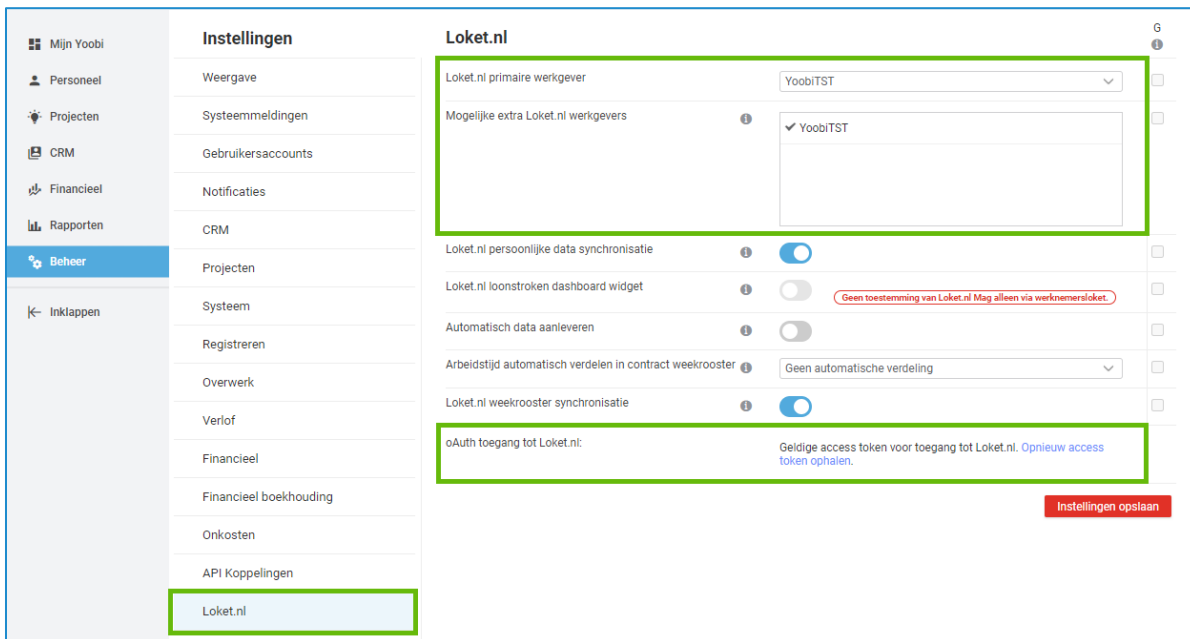 Mijn Yoobi
Personeel
Projecten
CRM
Financieel
Rapporten
Beheer
Inklappen
Instellingen
Weergave
Systeemmeldingen
Gebruikersaccounts
Notificaties
CRM
Projecten
Systeem
Registreren
Overwerk
Verlof
Financieel
Financieel boekhouding
Onkosten
API Koppelingen
Loket.nl
Loket.nl
G
Loket.nl primaire werkgever
YoobiTST
Mogelijke extra Loket.nl werkgevers
YoobiTST
Loket.nl persoonlijke data synchronisatie
Loket.nl loonstroken dashboard widget
Geen toestemming van Loket.nl Mag alleen via werknemersloket.
Automatisch data aanleveren
Arbeidstijd automatisch verdelen in contract weekrooster
Geen automatische verdeling
Loket.nl weekrooster synchronisatie
oAuth toegang tot Loket.nl:
Geldige access token voor toegang tot Loket.nl. Opnieuw access
token ophalen.
Instellingen opslaan